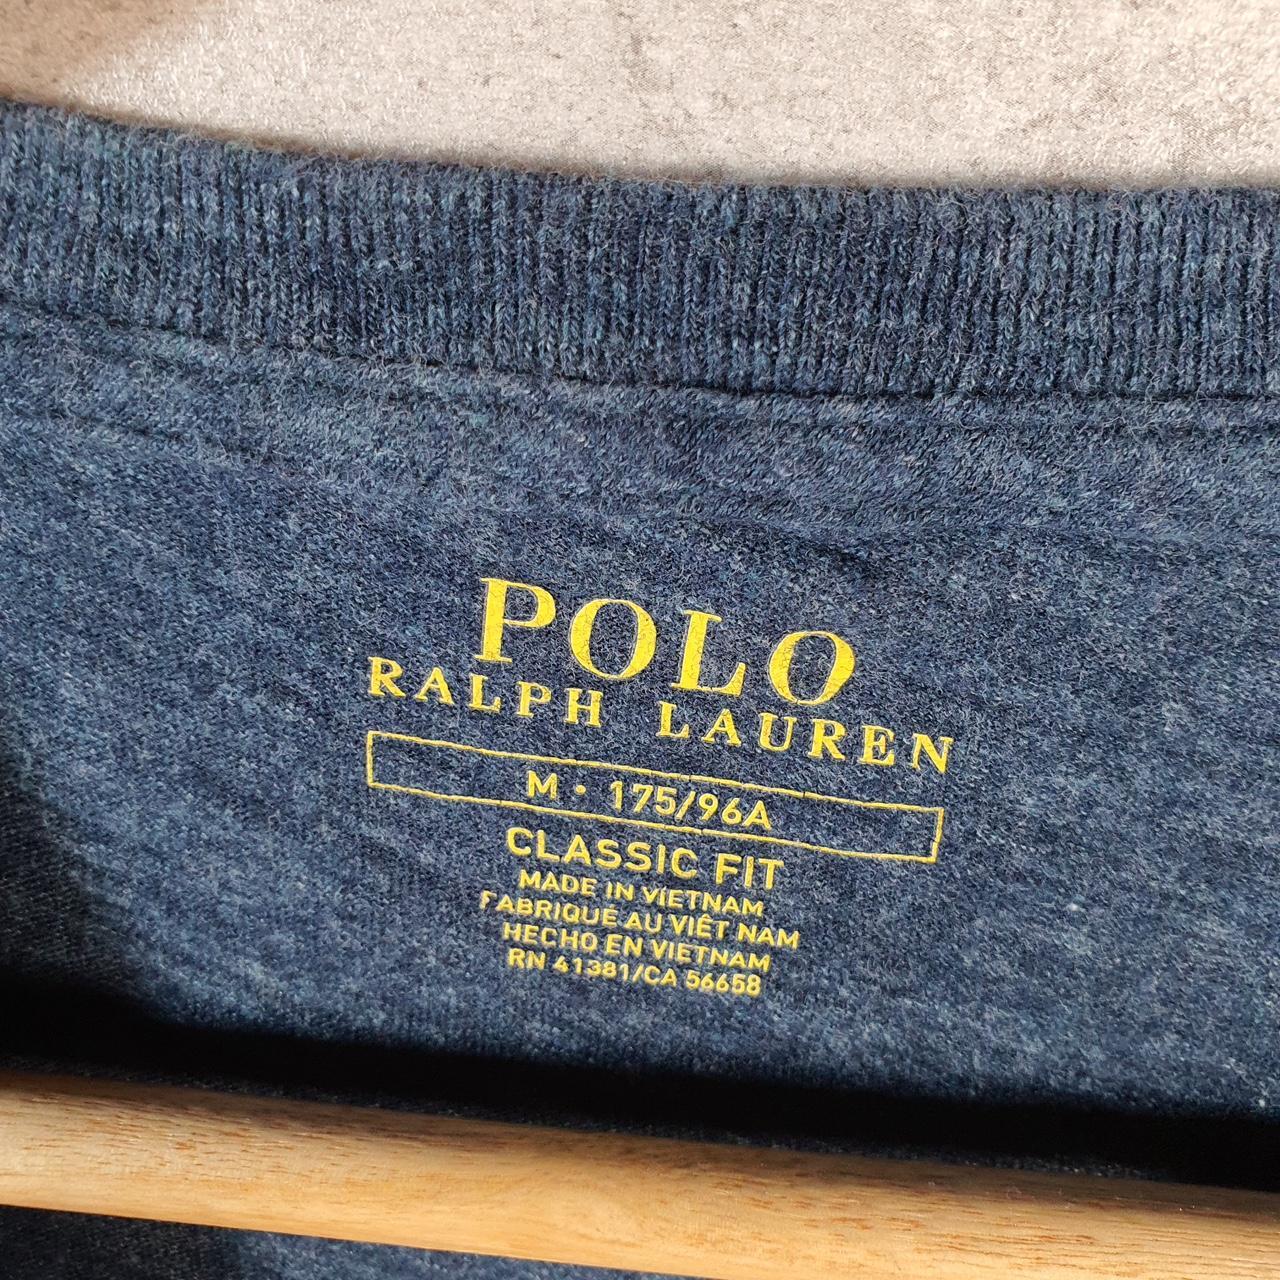 POLO
RALPH LAUREN
M • 175/96A
CLASSIC FIT
MADE IN VIETNAM
FABRIQUÉ AU VIÊT NAM
HECHO EN VIETNAM
RN 41381/CA 56658